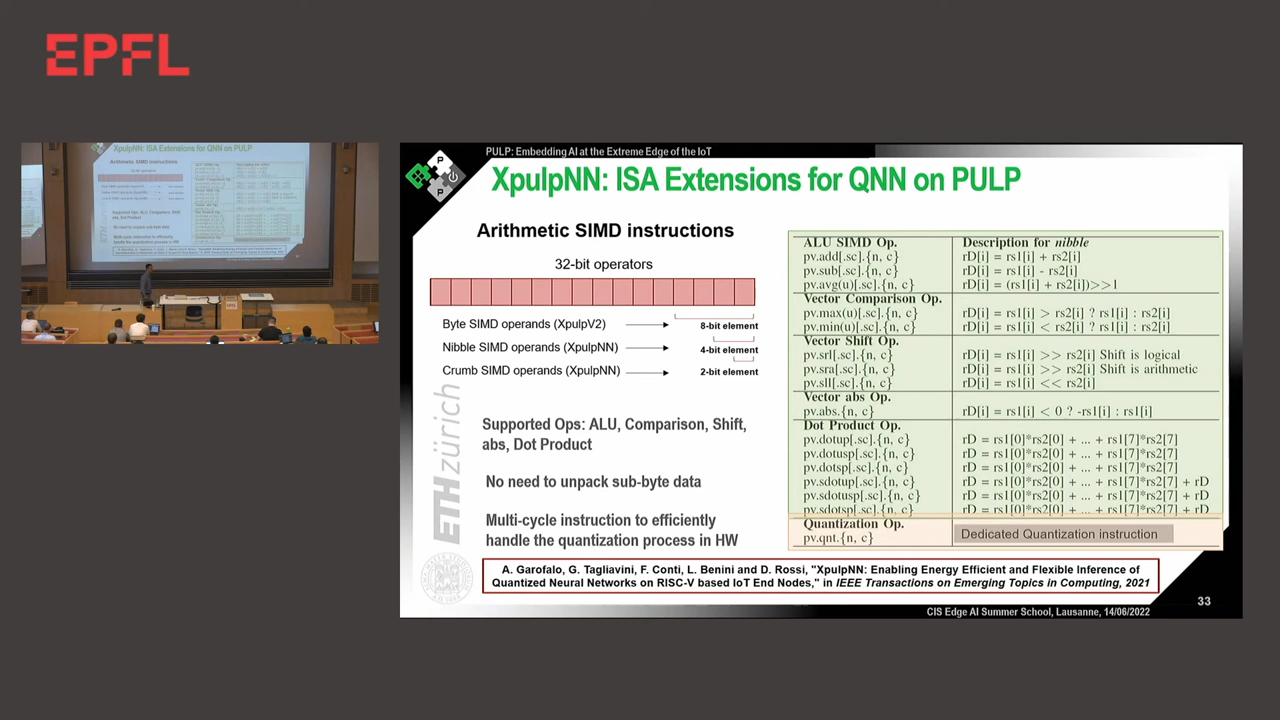 EPFL
PULP: Embedding AI at the Extreme Edge of the IoT
P
P
XpulpNN: ISA Extensions for QNN on PULP
Arithmetic SIMD instructions
32-bit operators
Byte SIMD operands (XpulpV2)
8-bit element
Nibble SIMD operands (XpulpNN)
4-bit element
Crumb SIMD operands (XpulpNN)
2-bit element
Supported Ops: ALU, Comparison, Shift,
abs, Dot Product
No need to unpack sub-byte data
Multi-cycle instruction to efficiently
handle the quantization process in HW
ETH zürich
ALU SIMD Op. Description for nibble
pv.add[.sc].{n, c} rD[i] = rs1[i] + rs2[i]
pv.sub[.sc].{n, c} rD[i] = rs1[i] - rs2[i]
pv.avg(u)[.sc].{n, c} rD[i] = (rs1[i] + rs2[i])>>1
Vector Comparison Op.
pv.max(u)[.sc].{n, c} rD[i] = rs1[i] > rs2[i] ? rs1[i] : rs2[i]
pv.min(u)[.sc].{n, c} rD[i] = rs1[i] < rs2[i] ? rs1[i] : rs2[i]
Vector Shift Op.
pv.srl[.sc].{n, c} rD[i] = rs1[i] >> rs2[i] Shift is logical
pv.sra[.sc].{n, c} rD[i] = rs1[i] >> rs2[i] Shift is arithmetic
pv.sll[.sc].{n, c} rD[i] = rs1[i] << rs2[i]
Vector abs Op.
pv.abs.{n, c} rD[i] = rs1[i] < 0 ? -rs1[i] : rs1[i]
Dot Product Op.
pv.dotup[.sc].{n, c} rD = rs1[0]*rs2[0] + ... + rs1[7]*rs2[7]
pv.dotusp[.sc].{n, c} rD = rs1[0]*rs2[0] + ... + rs1[7]*rs2[7]
pv.dotsp[.sc].{n, c} rD = rs1[0]*rs2[0] + ... + rs1[7]*rs2[7]
pv.sdotup[.sc].{n, c} rD = rs1[0]*rs2[0] + ... + rs1[7]*rs2[7] + rD
pv.sdotusp[.sc].{n, c} rD = rs1[0]*rs2[0] + ... + rs1[7]*rs2[7] + rD
pv.sdotsp[.sc].{n, c} rD = rs1[0]*rs2[0] + ... + rs1[7]*rs2[7] + rD
Quantization Op.
pv.qnt.{n, c} Dedicated Quantization instruction
A. Garofalo, G. Tagliavini, F. Conti, L. Benini and D. Rossi, "XpulpNN: Enabling Energy Efficient and Flexible Inference of
Quantized Neural Networks on RISC-V based IoT End Nodes," in IEEE Transactions on Emerging Topics in Computing, 2021
33
CIS Edge AI Summer School, Lausanne, 14/06/2022